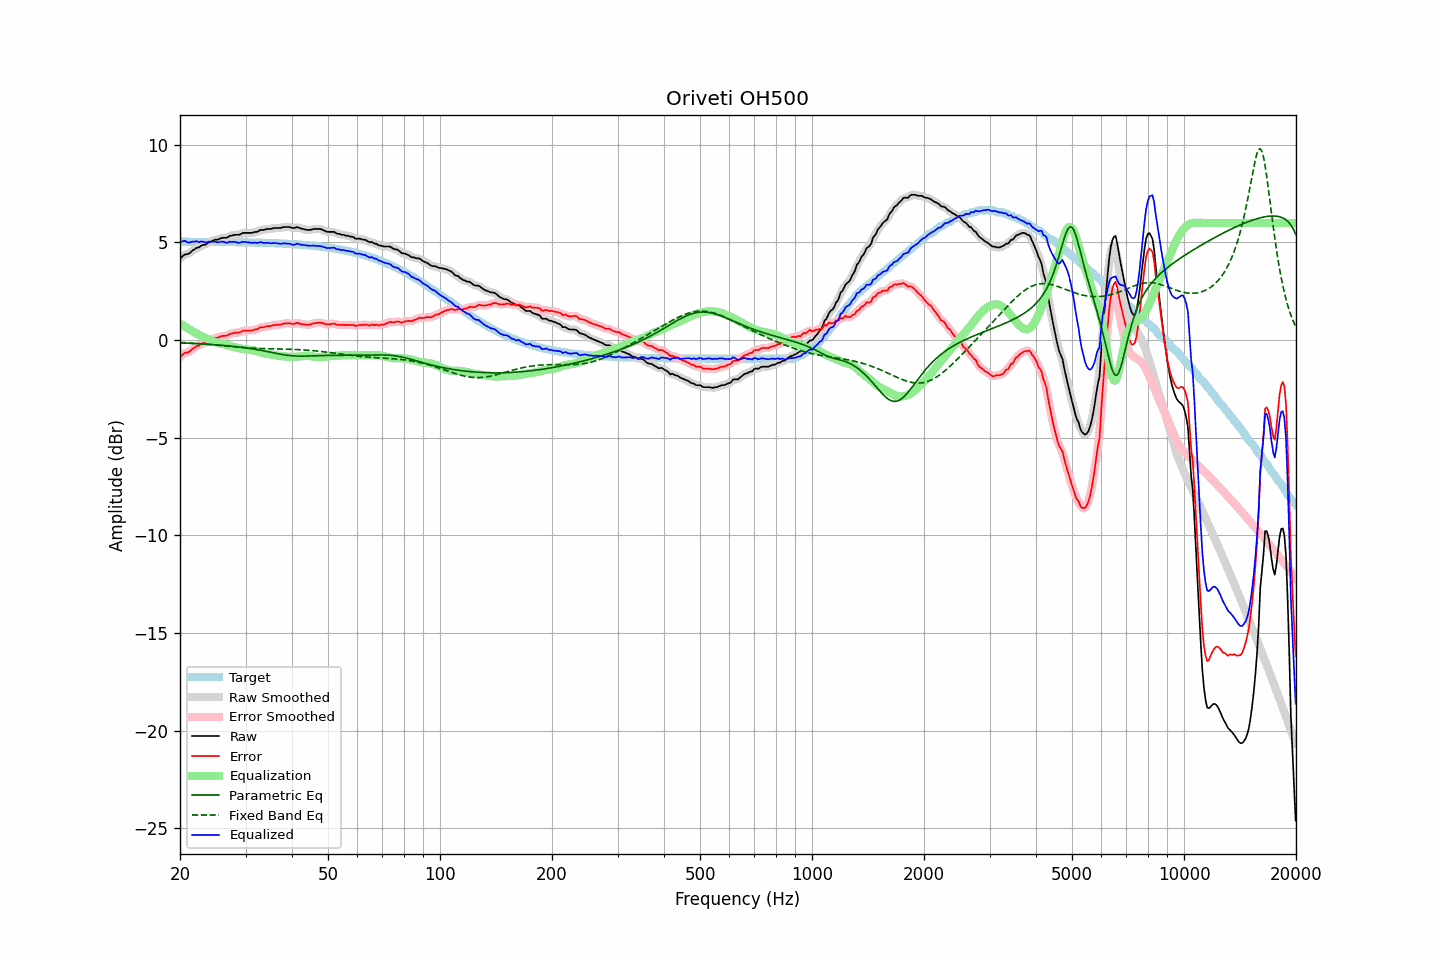 Oriveti OH500
10
5
0
−5
−10
−15
−20
−25
Amplitude (dBr)
Target
Raw Smoothed
Error Smoothed
Raw
Error
Equalization
Parametric Eq
Fixed Band Eq
Equalized
20 50 100 200 500 1000 2000 5000 10000 20000
Frequency (Hz)